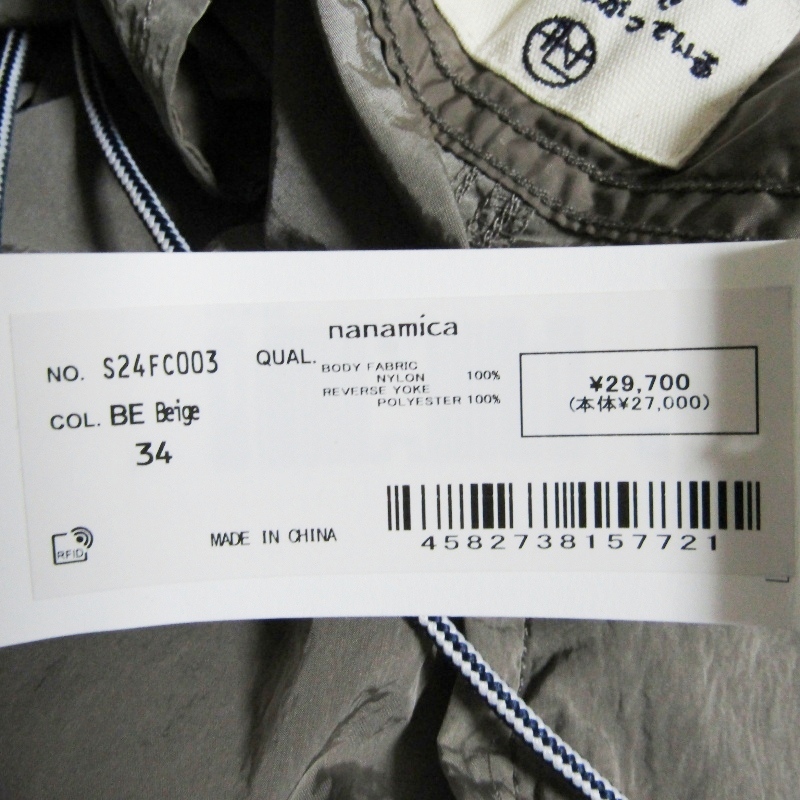 nanamica
NO. S24FC003
QUAL. BODY FABRIC
NYLON 100%
REVERSE YOKE
POLYESTER 100%
¥29,700
(本体¥27,000)
COL. BE Beige
34
RFID
MADE IN CHINA
4582738157721